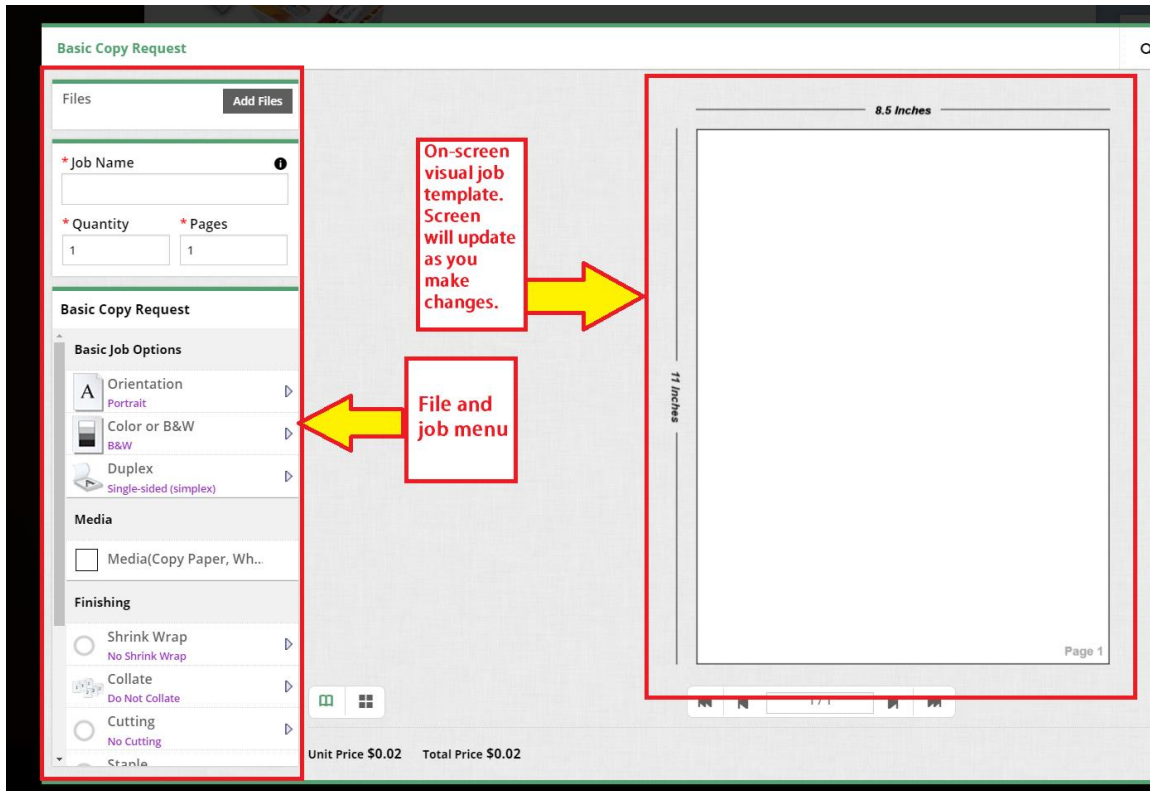 Basic Copy Request
Files
Add Files
* Job Name
* Quantity
* Pages
1
1
Basic Copy Request
Basic Job Options
A
Orientation
Portrait
Color or B&W
B&W
Duplex
Single-sided (simplex)
Media
Media(Copy Paper, Wh...
Finishing
Shrink Wrap
No Shrink Wrap
Collate
Do Not Collate
Cutting
No Cutting
Staple
On-screen
visual job
template.
Screen
will update
as you
make
changes.
File and
job menu
8.5 Inches
11 Inches
Page 1
1 / 1
Unit Price $0.02
Total Price $0.02